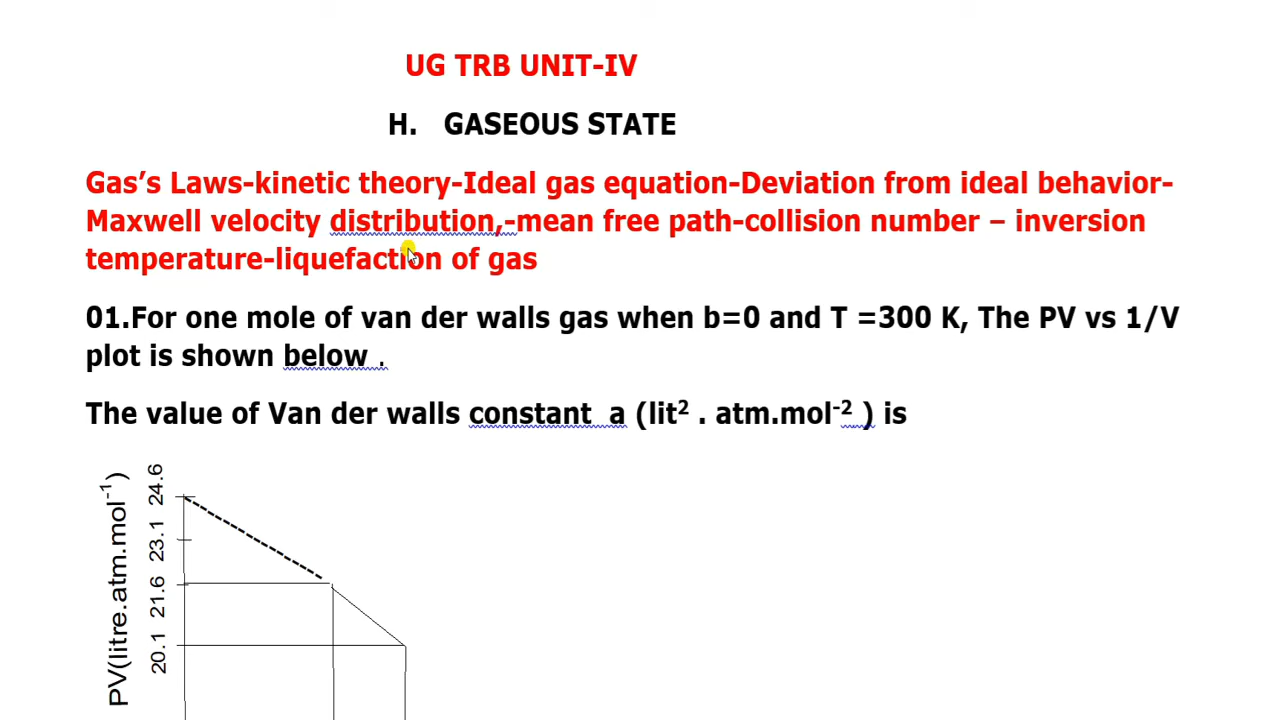 UG TRB UNIT-IV
H. GASEOUS STATE
Gas’s Laws-kinetic theory-Ideal gas equation-Deviation from ideal behavior-
Maxwell velocity distribution,-mean free path-collision number – inversion
temperature-liquefaction of gas
01.For one mole of van der walls gas when b=0 and T =300 K, The PV vs 1/V
plot is shown below .
The value of Van der walls constant a (lit² . atm.mol⁻² ) is
PV(litre.atm.mol⁻¹)
24.6
23.1
21.6
20.1